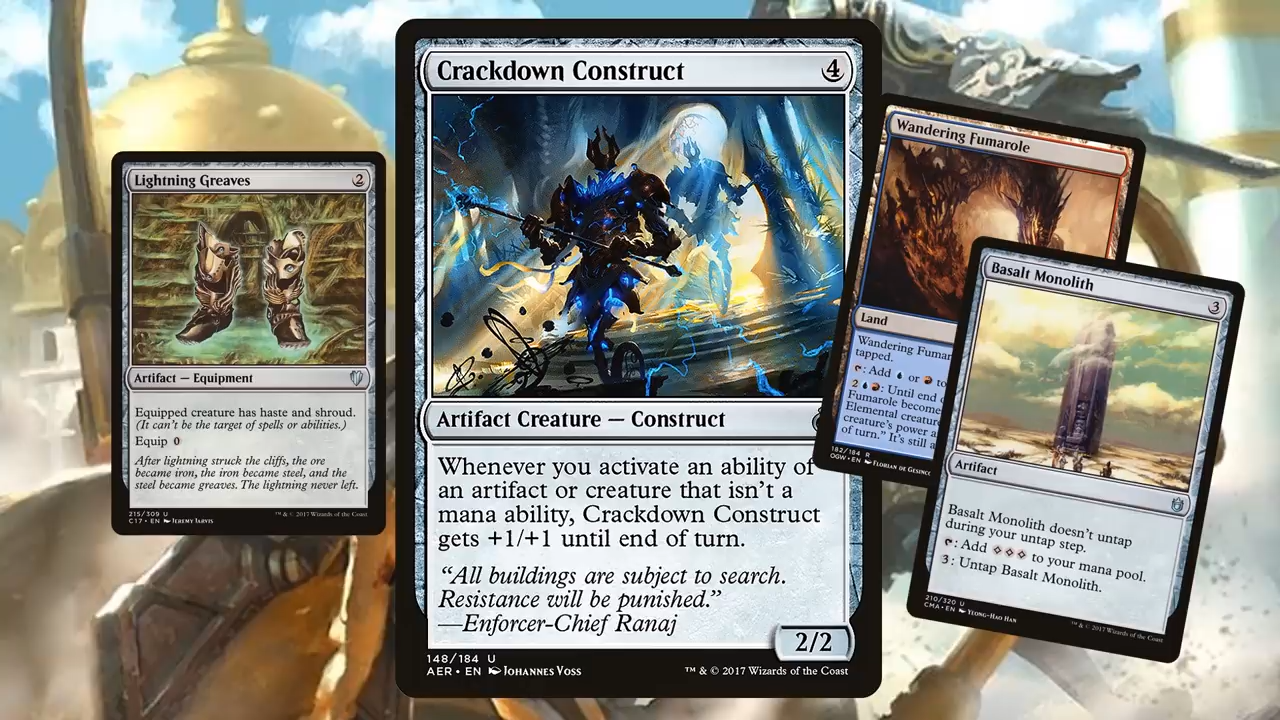 Lightning Greaves 2
Artifact — Equipment
Equipped creature has haste and shroud.
(It can't be the target of spells or abilities.)
Equip 0
After lightning struck the cliffs, the ore
became iron, the iron became steel, and the
steel became greaves. The lightning never left.
215/309 U
C17 • EN Jeremy Jarvis
™ & © 2017 Wizards of the Coast
Crackdown Construct 4
Artifact Creature — Construct
Whenever you activate an ability of
an artifact or creature that isn't a
mana ability, Crackdown Construct
gets +1/+1 until end of turn.
“All buildings are subject to search.
Resistance will be punished.”
—Enforcer-Chief Ranaj
2/2
148/184 U
AER • EN Johannes Voss
™ & © 2017 Wizards of the Coast
Wandering Fumarole
Land
Wandering
tapped.
: Add or to
2 : Until end
Fumarole become
Elemental creature
creature's power a
of turn." It's still a
182/184 R
OGW • EN Florian de
Basalt Monolith 3
Artifact
Basalt Monolith doesn't untap
during your untap step.
: Add to your mana pool.
3: Untap Basalt Monolith.
210/320 U
CMA • EN Yeong-Hao Han
™ & © 2017 Wizards of the Coast